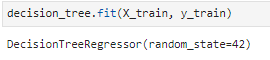 decision_tree.fit(X_train, y_train)
DecisionTreeRegressor(random_state=42)